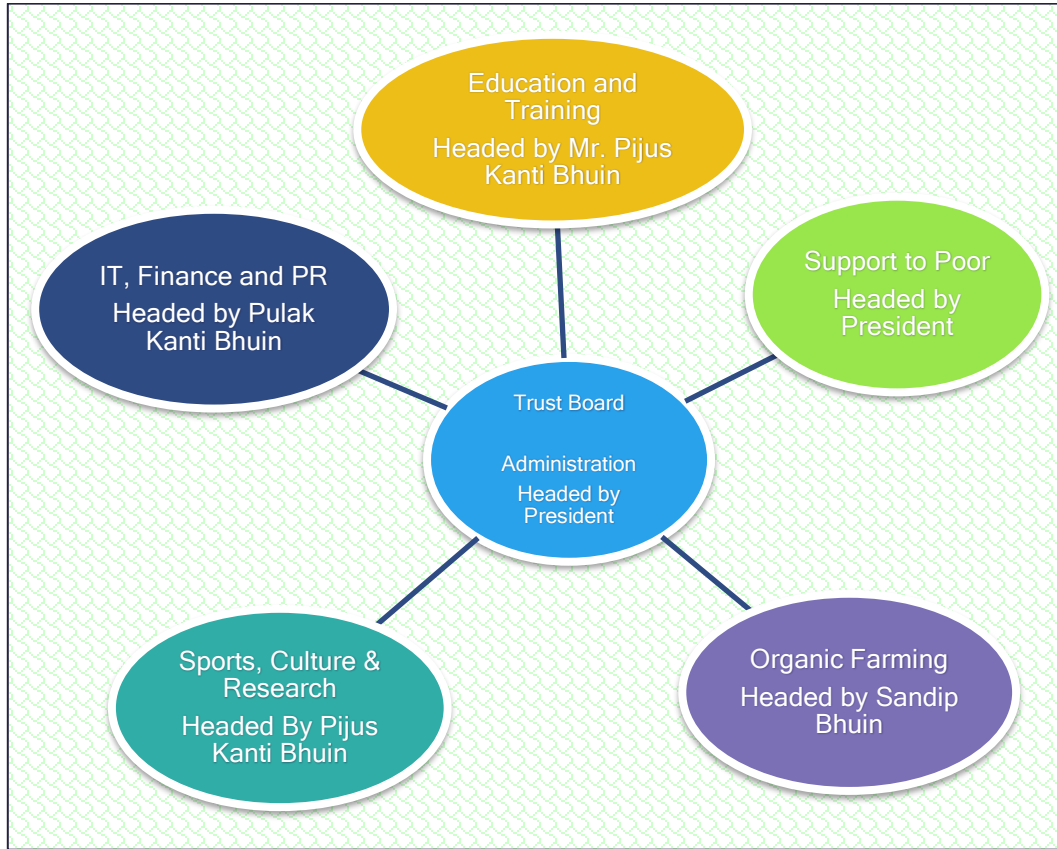 Education and
Training
Headed by Mr. Pijus
Kanti Bhuin
Support to Poor
Headed by
President
IT, Finance and PR
Headed by Pulak
Kanti Bhuin
Trust Board
Administration
Headed by
President
Organic Farming
Headed by Sandip
Bhuin
Sports, Culture &
Research
Headed By Pijus
Kanti Bhuin